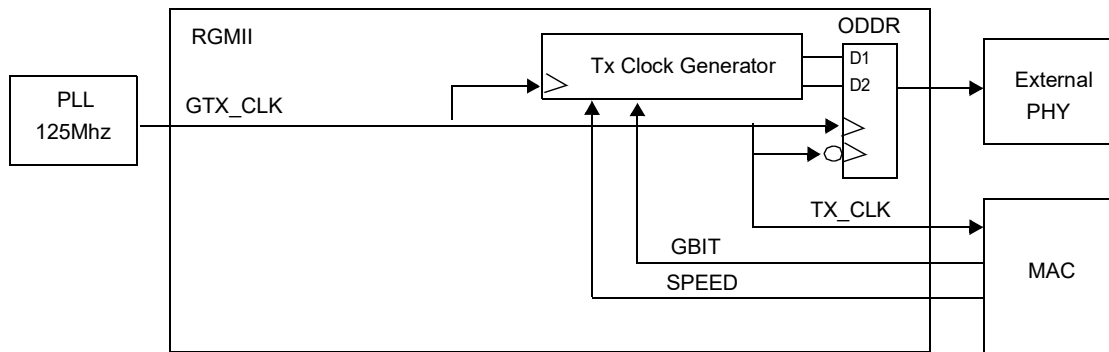 RGMII
ODDR
Tx Clock Generator
D1
D2
PLL
125Mhz
GTX_CLK
External
PHY
TX_CLK
GBIT
SPEED
MAC